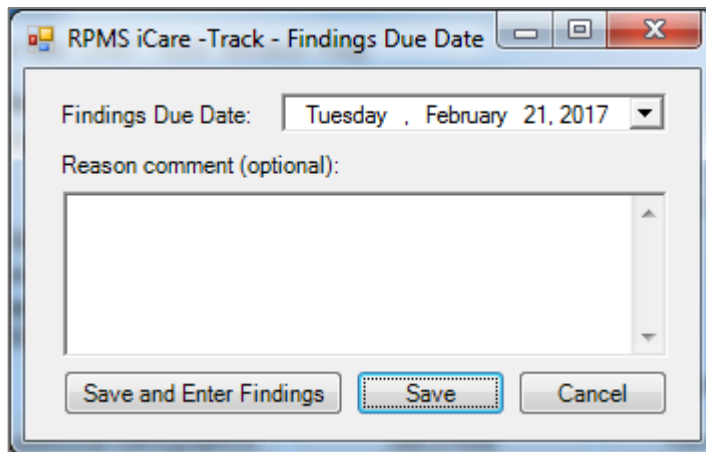 RPMS iCare -Track - Findings Due Date
Findings Due Date: Tuesday , February 21, 2017
Reason comment (optional):
Save and Enter Findings Save Cancel